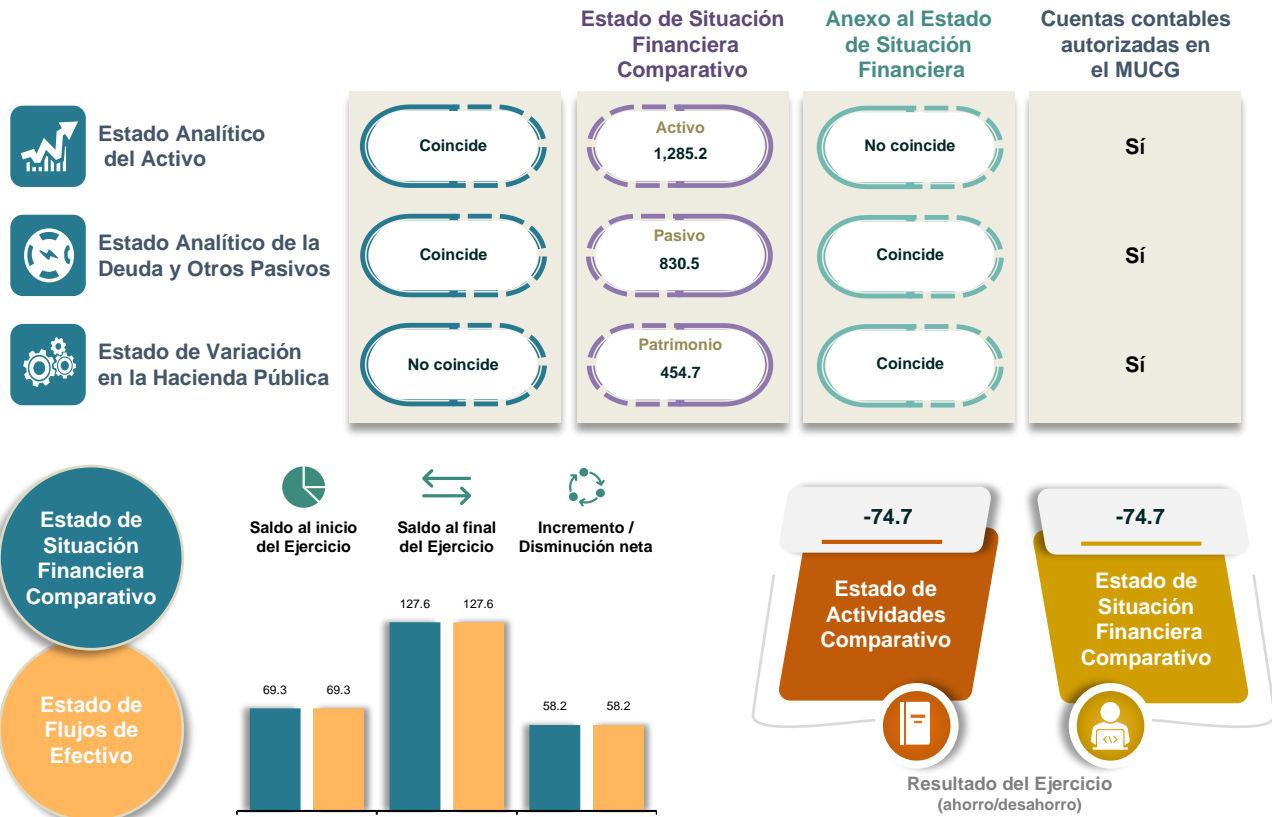 Estado de Situación
Financiera
Comparativo
Anexo al Estado
de Situación
Financiera
Cuentas contables
autorizadas en
el MUCG
Estado Analítico
del Activo
Coincide
Activo
1,285.2
No coincide
Sí
Estado Analítico de la
Deuda y Otros Pasivos
Coincide
Pasivo
830.5
Coincide
Sí
Estado de Variación
en la Hacienda Pública
No coincide
Patrimonio
454.7
Coincide
Sí
Estado de
Situación
Financiera
Comparativo
Estado de
Flujos de
Efectivo
Saldo al inicio
del Ejercicio
Saldo al final
del Ejercicio
Incremento /
Disminución neta
69.3
69.3
127.6
127.6
58.2
58.2
-74.7
Estado de
Actividades
Comparativo
-74.7
Estado de
Situación
Financiera
Comparativo
Resultado del Ejercicio
(ahorro/desahorro)